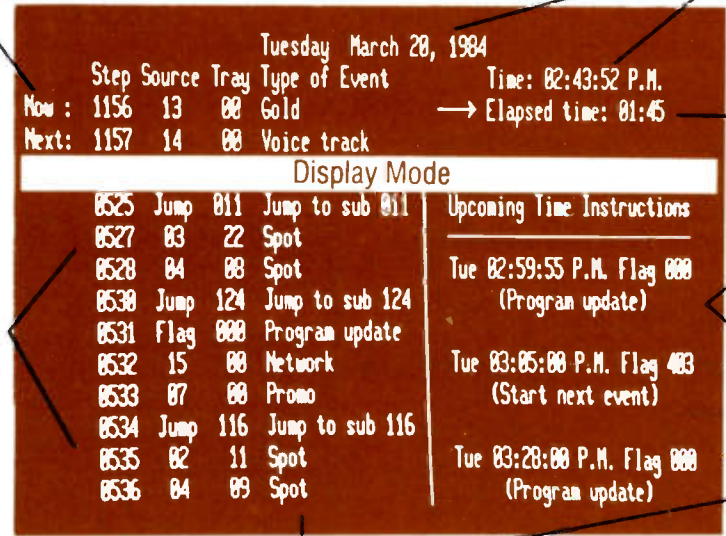 Tuesday March 20, 1984
Step Source Tray Type of Event Time: 02:43:52 P.M.
Now : 1156 13 00 Gold → Elapsed time: 01:45
Next: 1157 14 00 Voice track
Display Mode
0525 Jump 011 Jump to sub 011
0527 03 22 Spot
0528 04 08 Spot
0530 Jump 124 Jump to sub 124
0531 Flag 000 Program update
0532 15 00 Network
0533 07 00 Promo
0534 Jump 116 Jump to sub 116
0535 02 11 Spot
0536 04 09 Spot
Upcoming Time Instructions
Tue 02:59:55 P.M. Flag 000
(Program update)
Tue 03:05:00 P.M. Flag 403
(Start next event)
Tue 03:28:00 P.M. Flag 000
(Program update)